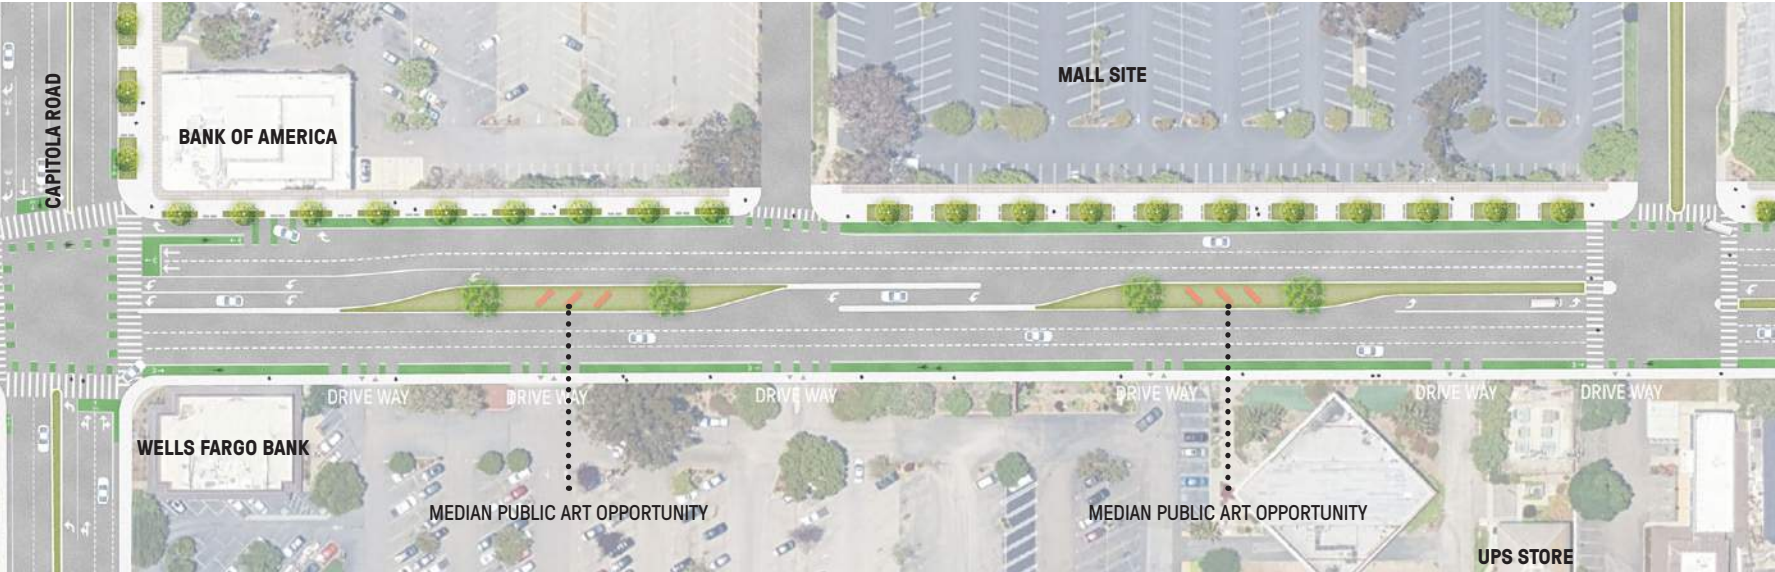 CAPITOLA ROAD
BANK OF AMERICA
MALL SITE
DRIVE WAY
DRIVE WAY
DRIVE WAY
DRIVE WAY
DRIVE WAY
DRIVE WAY
WELLS FARGO BANK
MEDIAN PUBLIC ART OPPORTUNITY
MEDIAN PUBLIC ART OPPORTUNITY
UPS STORE